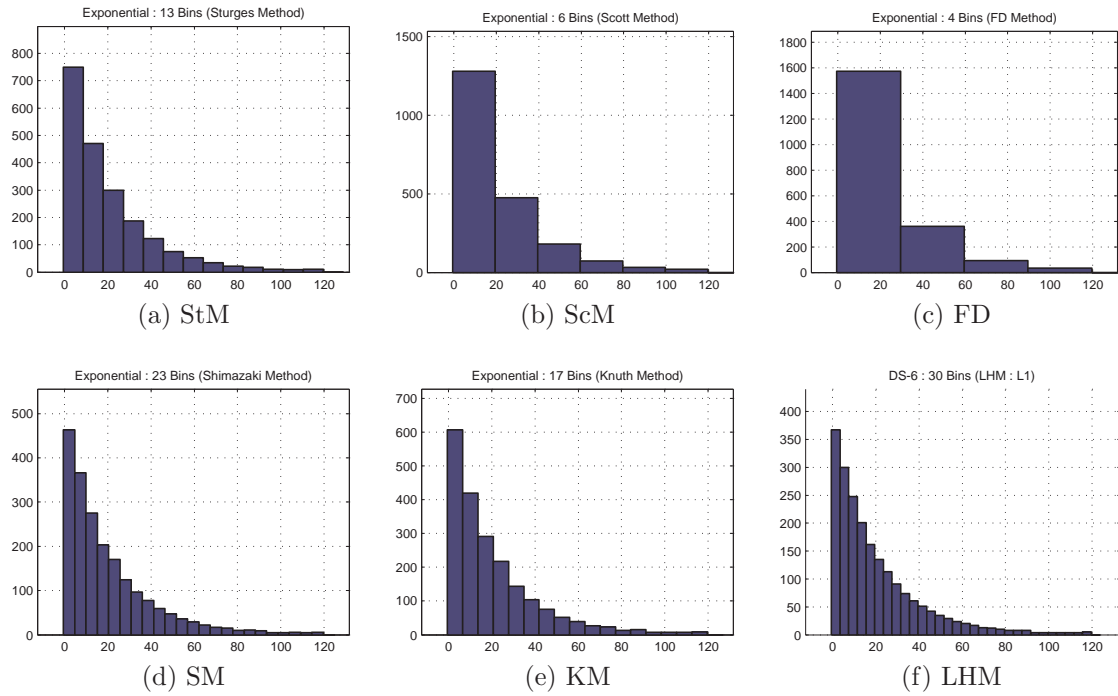 Exponential : 13 Bins (Sturges Method)
800
700
600
500
400
300
200
100
0
0 20 40 60 80 100 120
(a) StM
Exponential : 6 Bins (Scott Method)
1500
1000
500
0
0 20 40 60 80 100 120
(b) ScM
Exponential : 4 Bins (FD Method)
1800
1600
1400
1200
1000
800
600
400
200
0
0 20 40 60 80 100 120
(c) FD
Exponential : 23 Bins (Shimazaki Method)
500
400
300
200
100
0
0 20 40 60 80 100 120
(d) SM
Exponential : 17 Bins (Knuth Method)
700
600
500
400
300
200
100
0
0 20 40 60 80 100 120
(e) KM
DS-6 : 30 Bins (LHM : L1)
400
350
300
250
200
150
100
50
0
0 20 40 60 80 100 120
(f) LHM